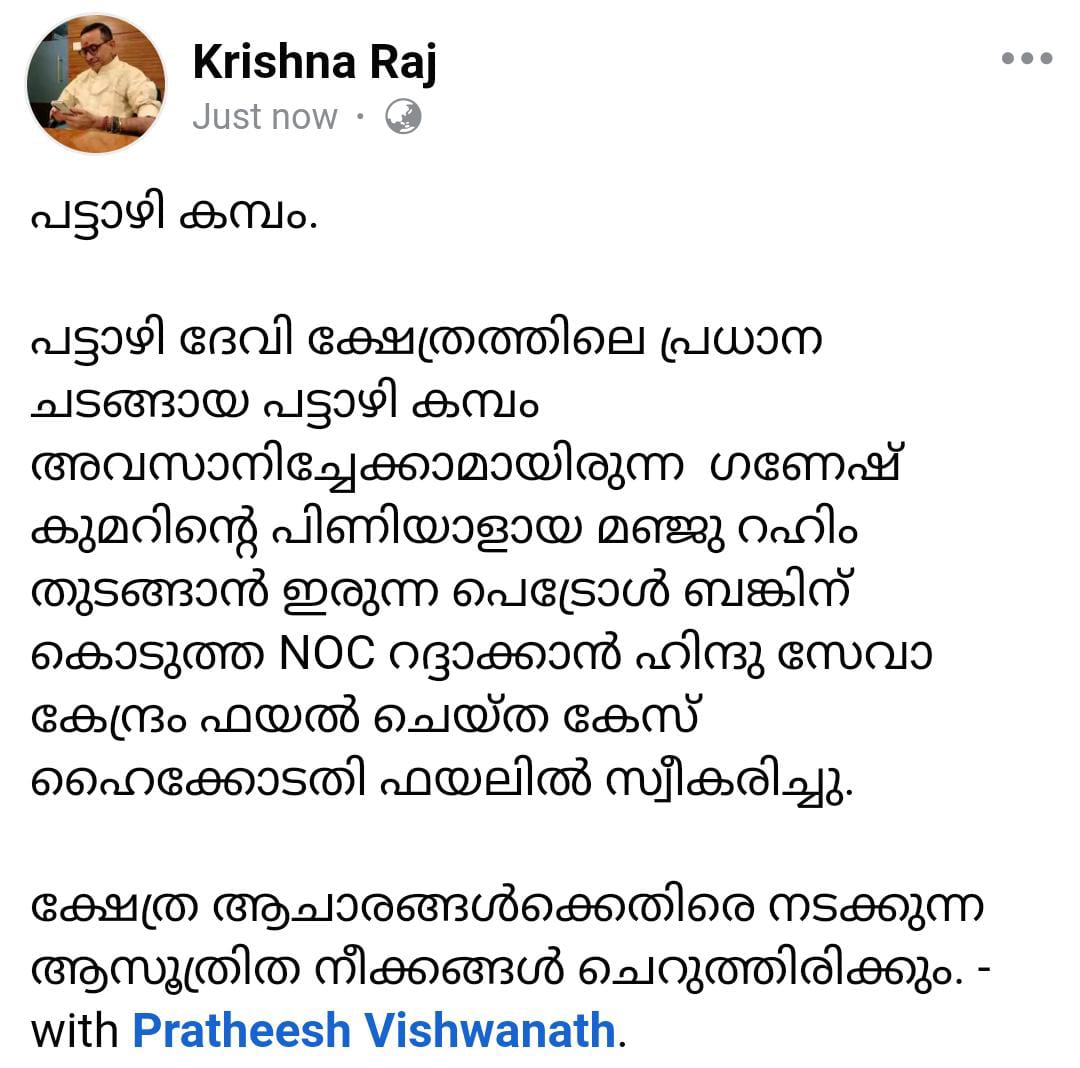 Krishna Raj
Just now ·
പട്ടാഴി കമ്പം.
പട്ടാഴി ദേവി ക്ഷേത്രത്തിലെ പ്രധാന
ചടങ്ങായ പട്ടാഴി കമ്പം
അവസാനിച്ചേക്കാമായിരുന്ന ഗണേഷ്
കുമറിന്റെ പിണിയാളായ മഞ്ജു റഹിം
തുടങ്ങാൻ ഇരുന്ന പെട്രോൾ ബങ്കിന്
കൊടുത്ത NOC റദ്ദാക്കാൻ ഹിന്ദു സേവാ
കേന്ദ്രം ഫയൽ ചെയ്ത കേസ്
ഹൈക്കോടതി ഫയലിൽ സ്വീകരിച്ചു.
ക്ഷേത്ര ആചാരങ്ങൾക്കെതിരെ നടക്കുന്ന
ആസൂത്രിത നീക്കങ്ങൾ ചെറുത്തിരിക്കും. -
with Pratheesh Vishwanath.